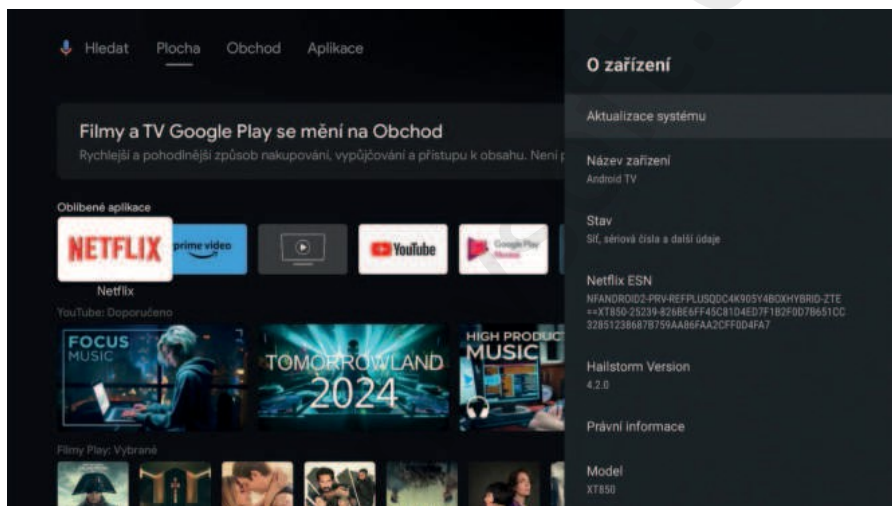 Hledat Plocha Obchod Aplikace
Filmy a TV Google Play se mění na Obchod
Rychlejší a pohodlnější způsob nakupování, vypůjčování a přístupu k obsahu. Není
Oblíbené aplikace
NETFLIX
prime video
YouTube
Google Play
Movies
Netflix
YouTube: Doporučeno
FOCUS
MUSIC
TOMORROWLAND
2024
HIGH PRODUC
MUSIC
Filmy Play: Vybrané
O zařízení
Aktualizace systému
Název zařízení
Android TV
Stav
Síť, sériová čísla a další údaje
Netflix ESN
NFANDROID2-PRV-REFPLUSQDC4K905Y4BOXHYBRID-ZTE
==XT850-25239-826BE6FF45C81D4ED7F1B2F0D7B651CC
32851238687B759AA86FAA2CFF0D4FA7
Hailstorm Version
4.2.0
Právní informace
Model
XT850